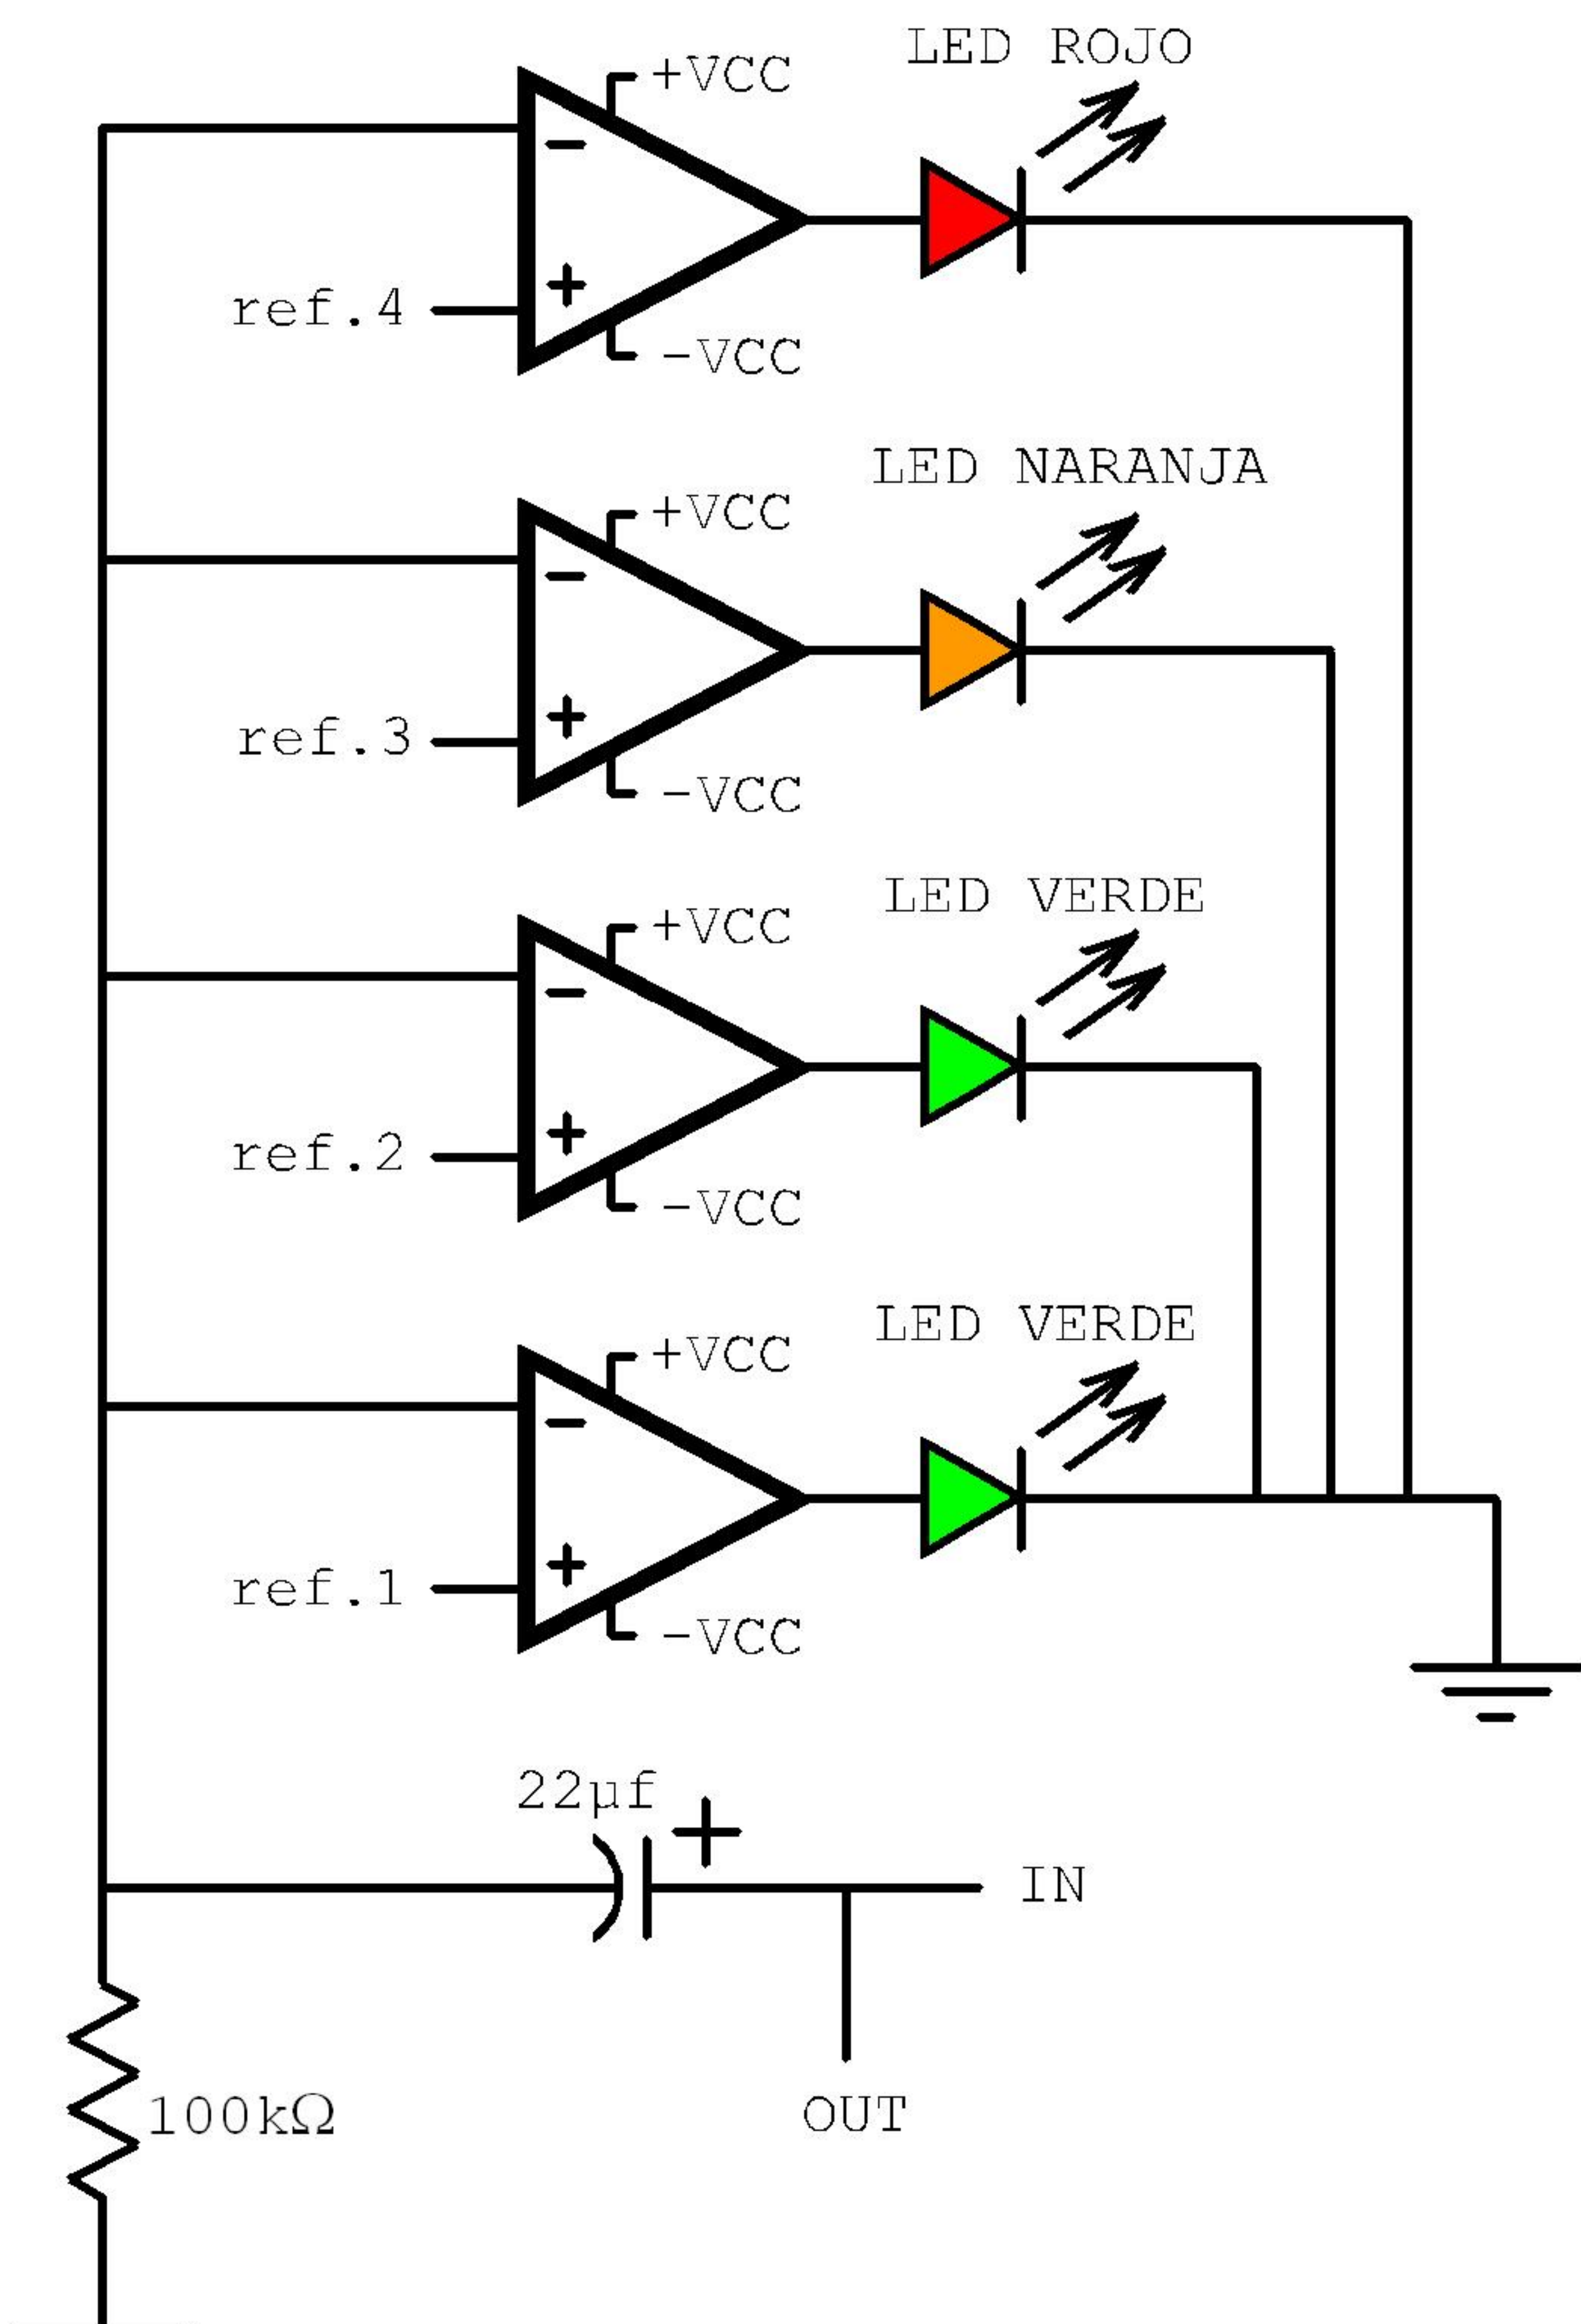 LED ROJO
+VCC
−
+
ref.4
-VCC
LED NARANJA
+VCC
−
+
ref.3
-VCC
LED VERDE
+VCC
−
+
ref.2
-VCC
LED VERDE
+VCC
−
+
ref.1
-VCC
22µf
+
IN
100kΩ
OUT